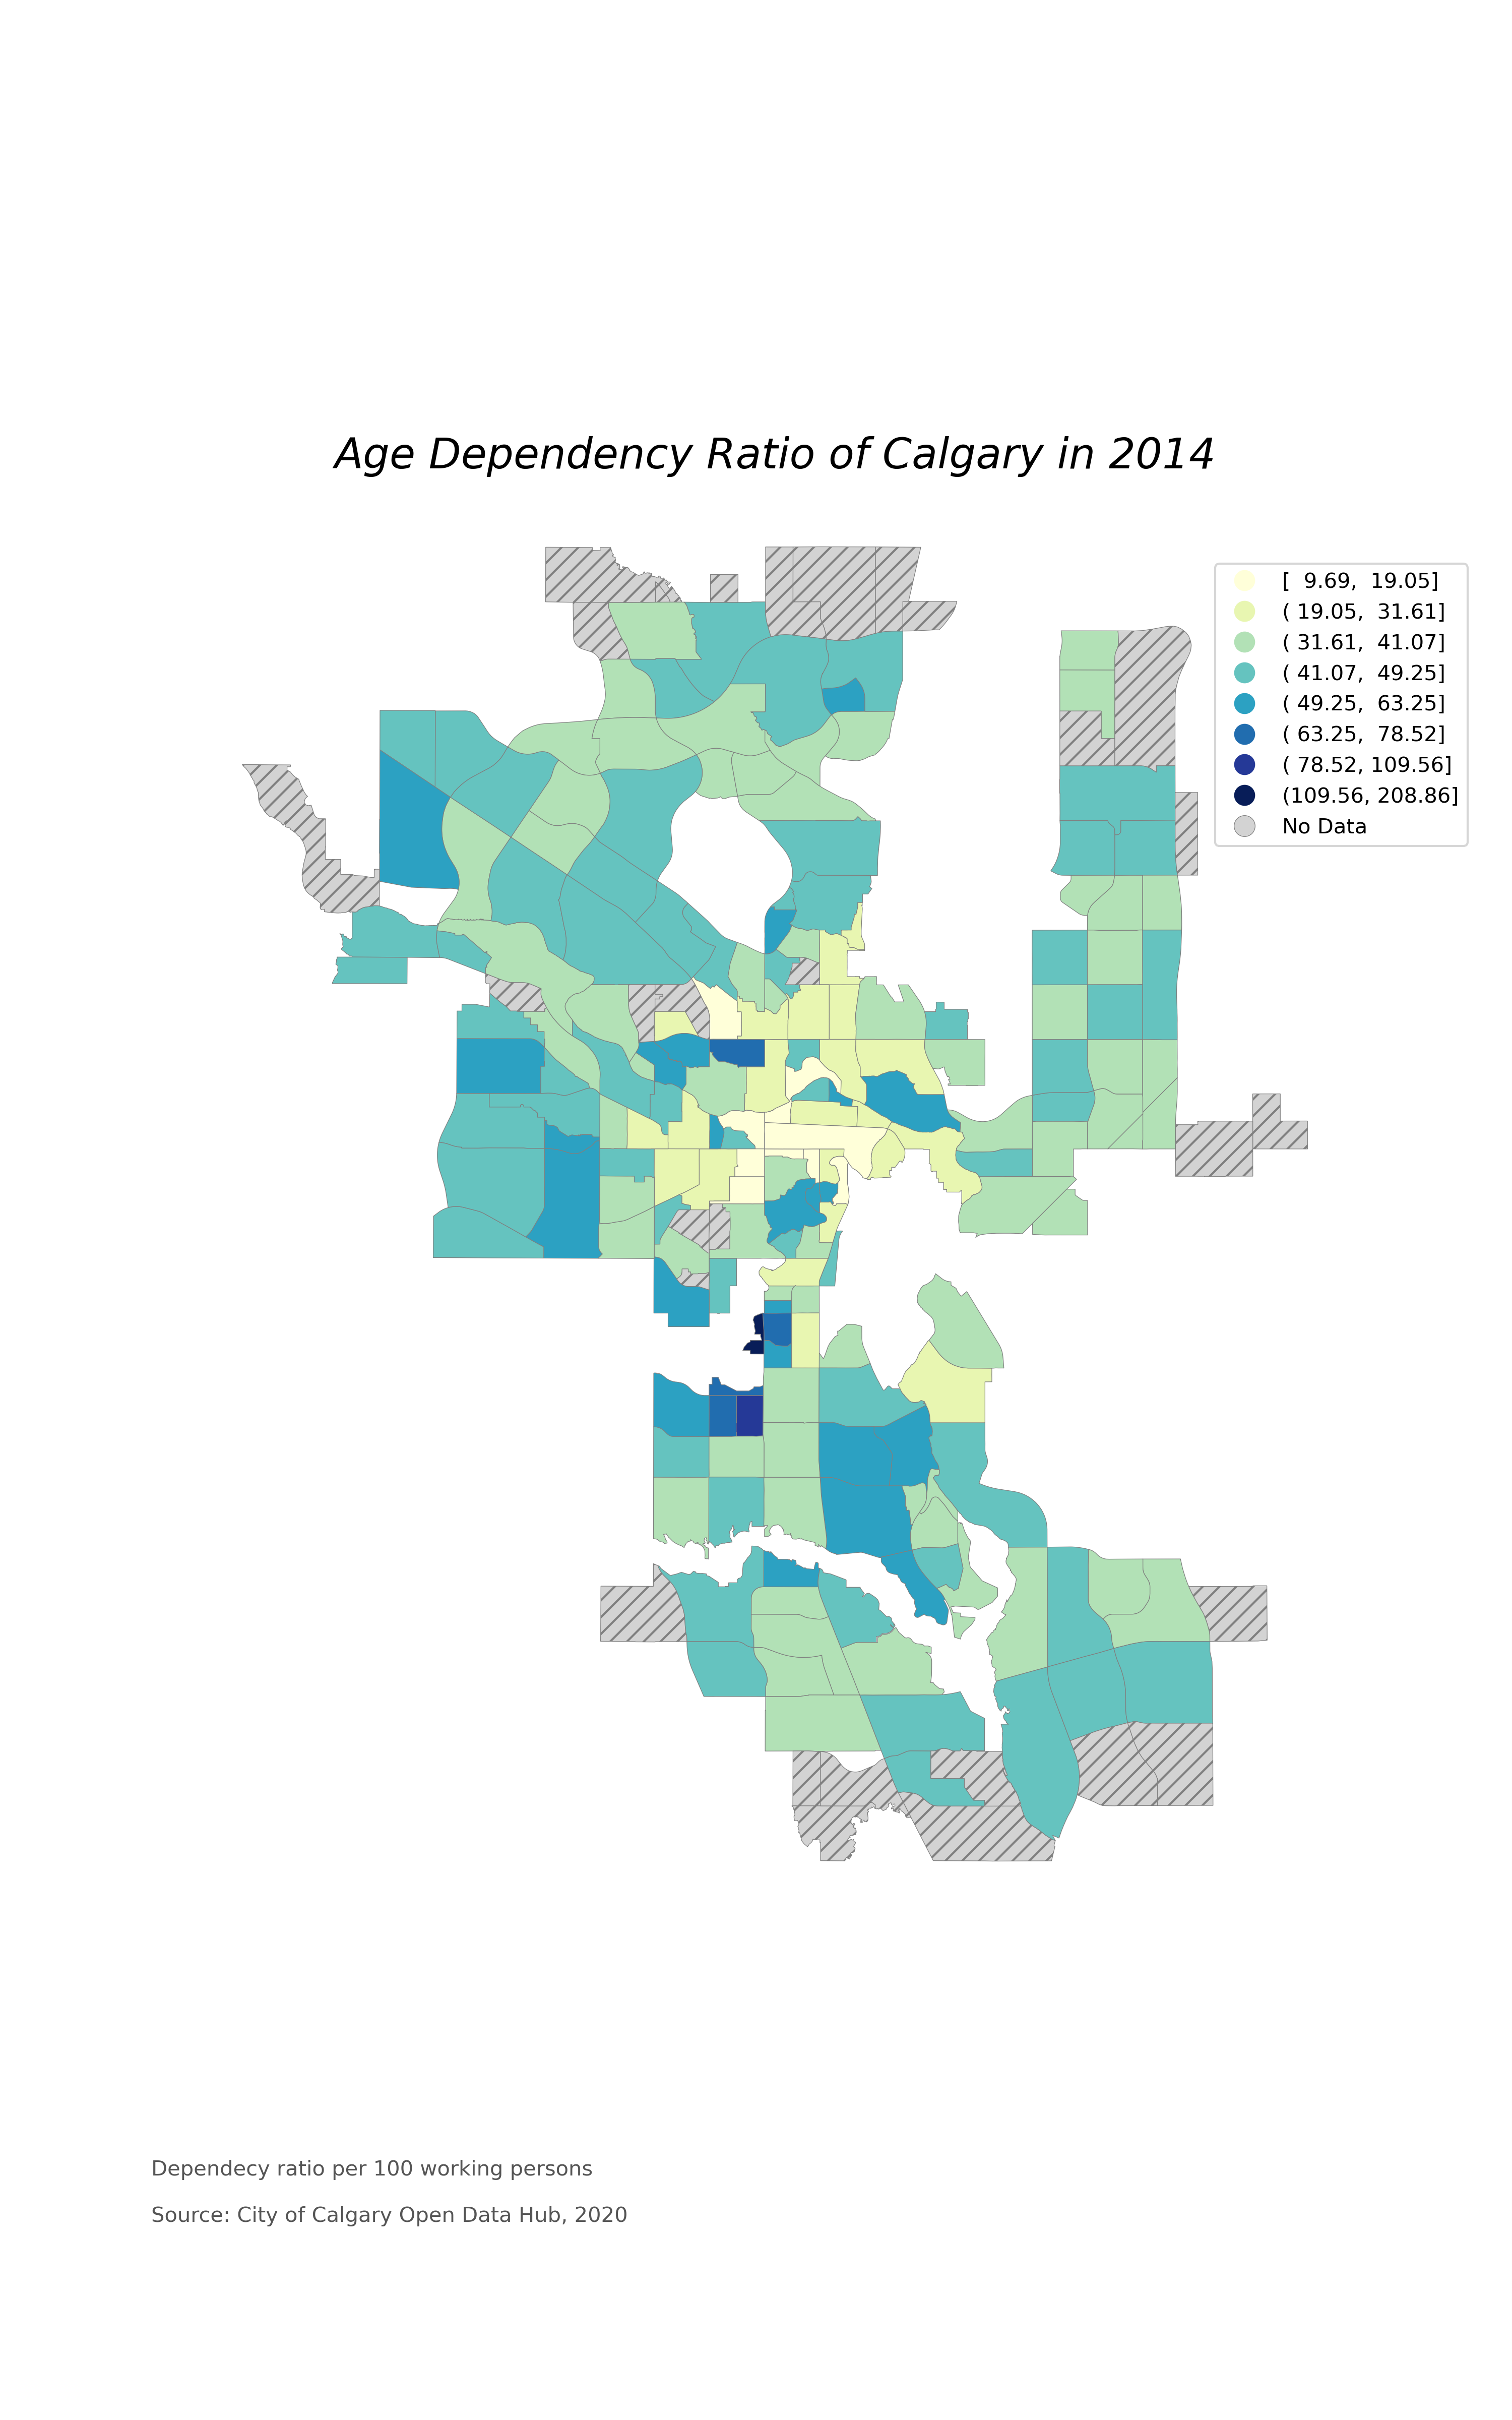 Age Dependency Ratio of Calgary in 2014
[  9.69,  19.05]
( 19.05,  31.61]
( 31.61,  41.07]
( 41.07,  49.25]
( 49.25,  63.25]
( 63.25,  78.52]
( 78.52, 109.56]
(109.56, 208.86]
No Data
Dependecy ratio per 100 working persons
Source: City of Calgary Open Data Hub, 2020